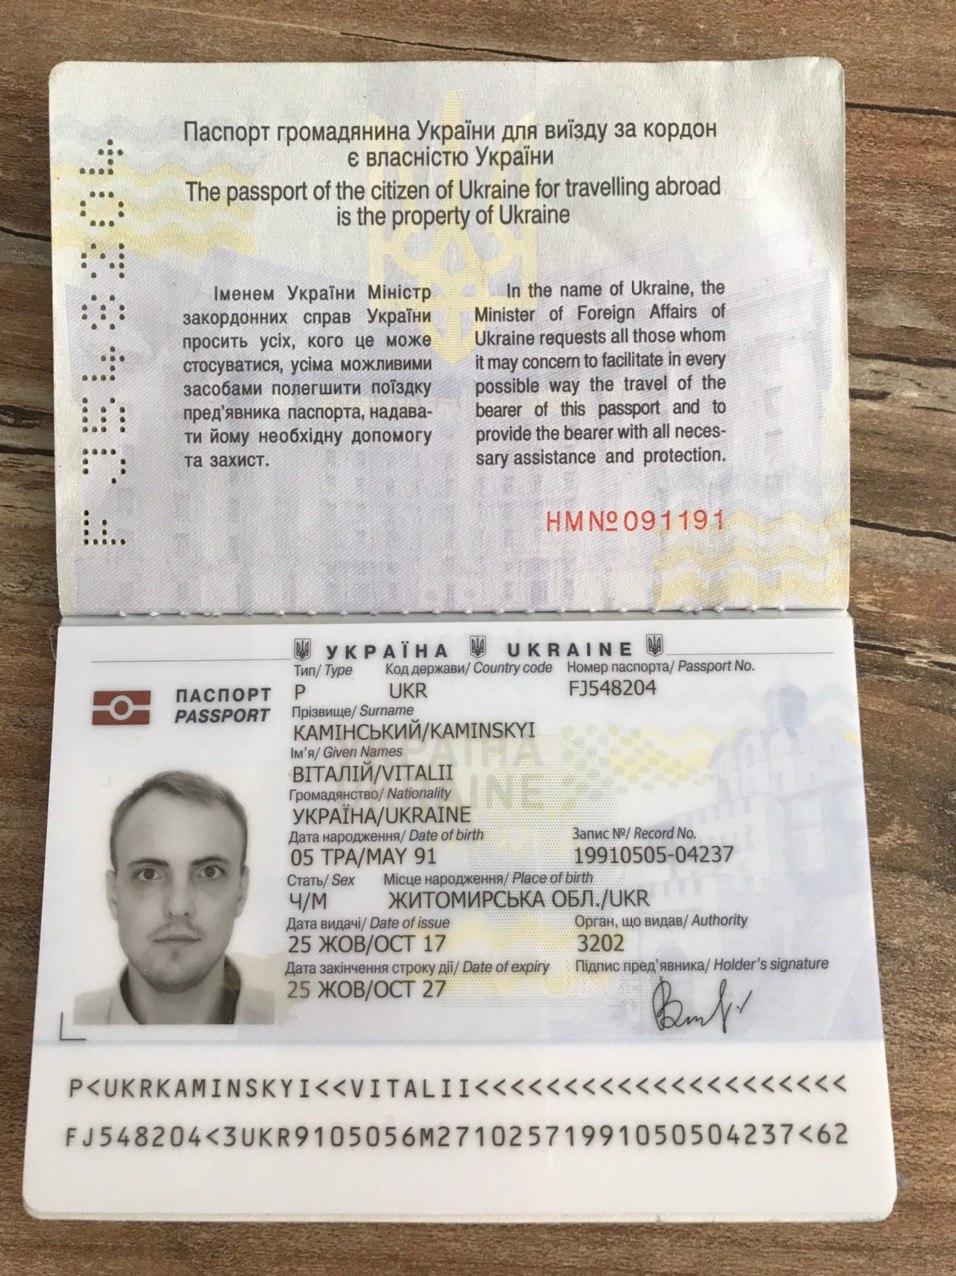 Паспорт громадянина України для виїзду за кордон
є власністю України
The passport of the citizen of Ukraine for travelling abroad
is the property of Ukraine
Іменем України Міністр
закордонних справ України
просить усіх, кого це може
стосуватися, усіма можливими
засобами полегшити поїздку
пред'явника паспорта, надава-
ти йому необхідну допомогу
та захист.
In the name of Ukraine, the
Minister of Foreign Affairs of
Ukraine requests all those whom
it may concern to facilitate in every
possible way the travel of the
bearer of this passport and to
provide the bearer with all neces-
sary assistance and protection.
НМ№091191
FJ548204
УКРАЇНА UKRAINE
ПАСПОРТ
PASSPORT
Тип/ Type Код держави/ Country code Номер паспорта/ Passport No.
P UKR FJ548204
Прізвище/ Surname
КАМІНСЬКИЙ/KAMINSKYI
Ім'я/ Given Names
ВІТАЛІЙ/VITALII
Громадянство/ Nationality
УКРАЇНА/UKRAINE
Дата народження/ Date of birth Запис №/ Record No.
05 ТРА/MAY 91 19910505-04237
Стать/ Sex Місце народження/ Place of birth
Ч/M ЖИТОМИРСЬКА ОБЛ./UKR
Дата видачі/ Date of issue Орган, що видав/ Authority
25 ЖОВ/OCT 17 3202
Дата закінчення строку дії/ Date of expiry Підпис пред'явника/ Holder's signature
25 ЖОВ/OCT 27
P<UKRKAMINSKYI<<VITALII<<<<<<<<<<<<<<<<<<<<<
FJ548204<3UKR9105056M27102571991050504237<62